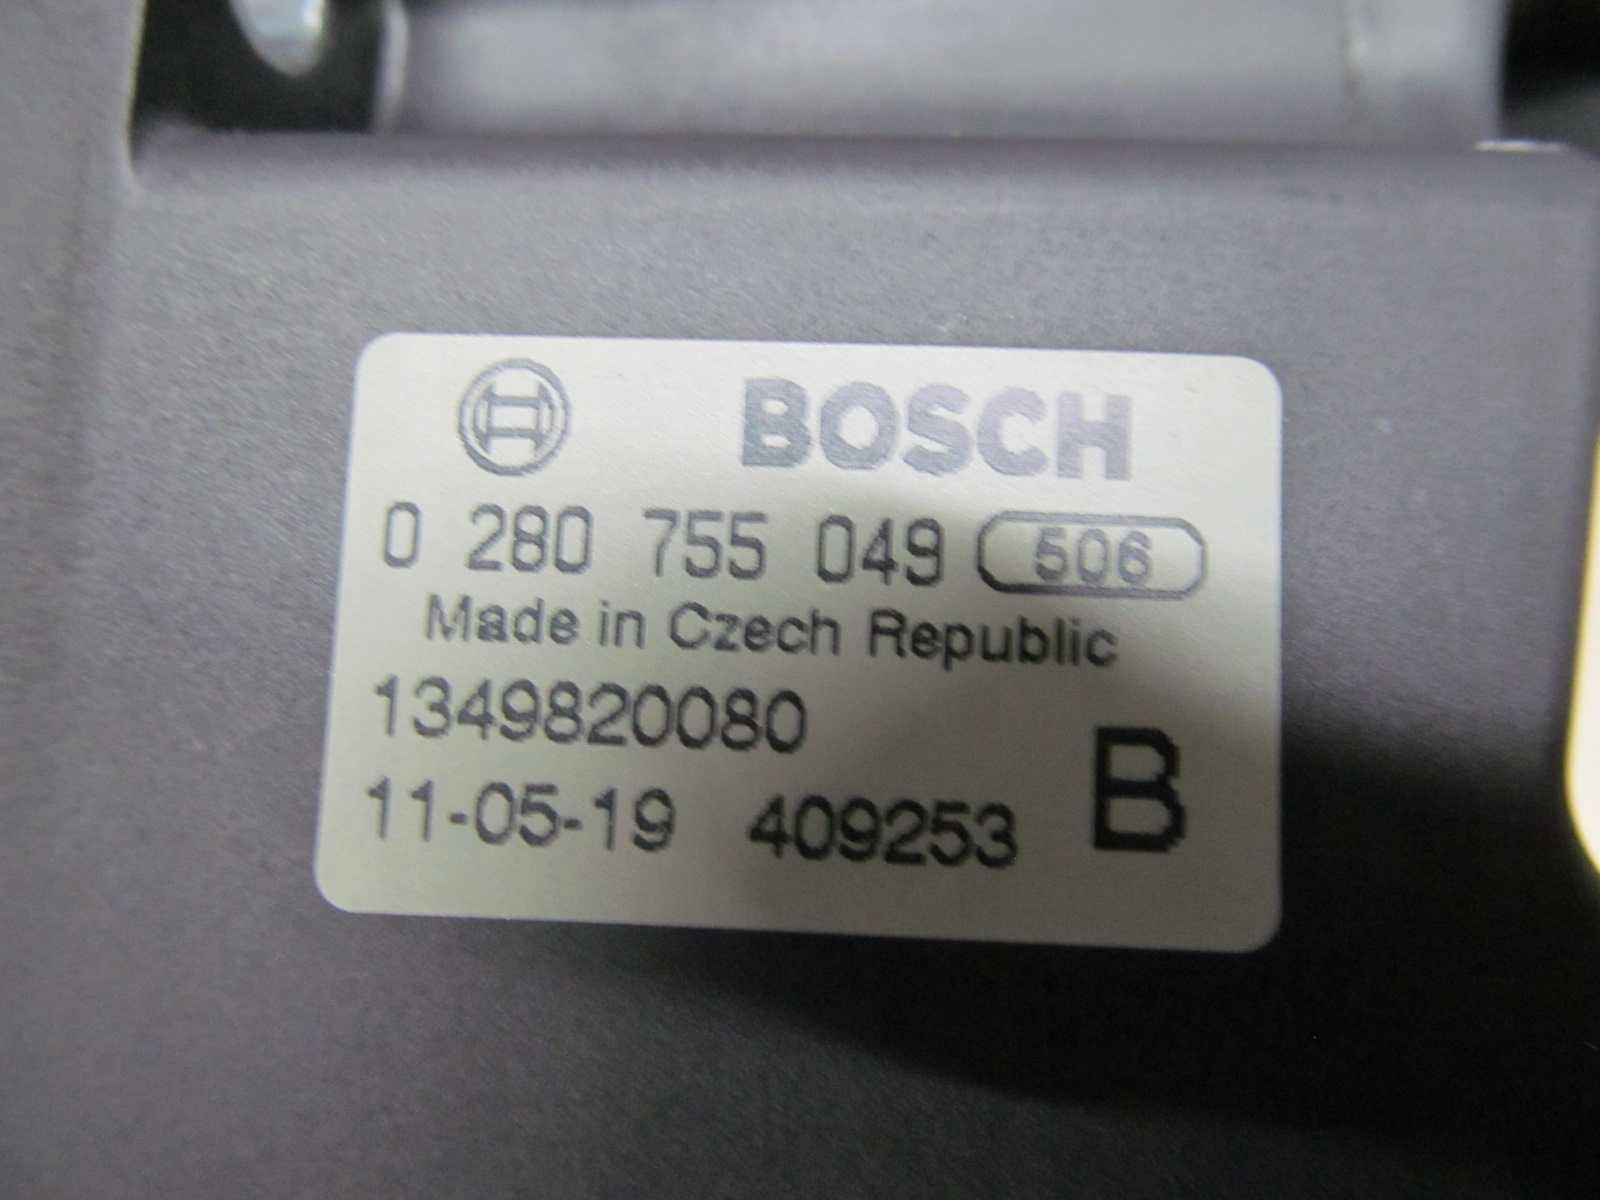 BOSCH
0 280 755 049 506
Made in Czech Republic
1349820080
11-05-19 409253 B